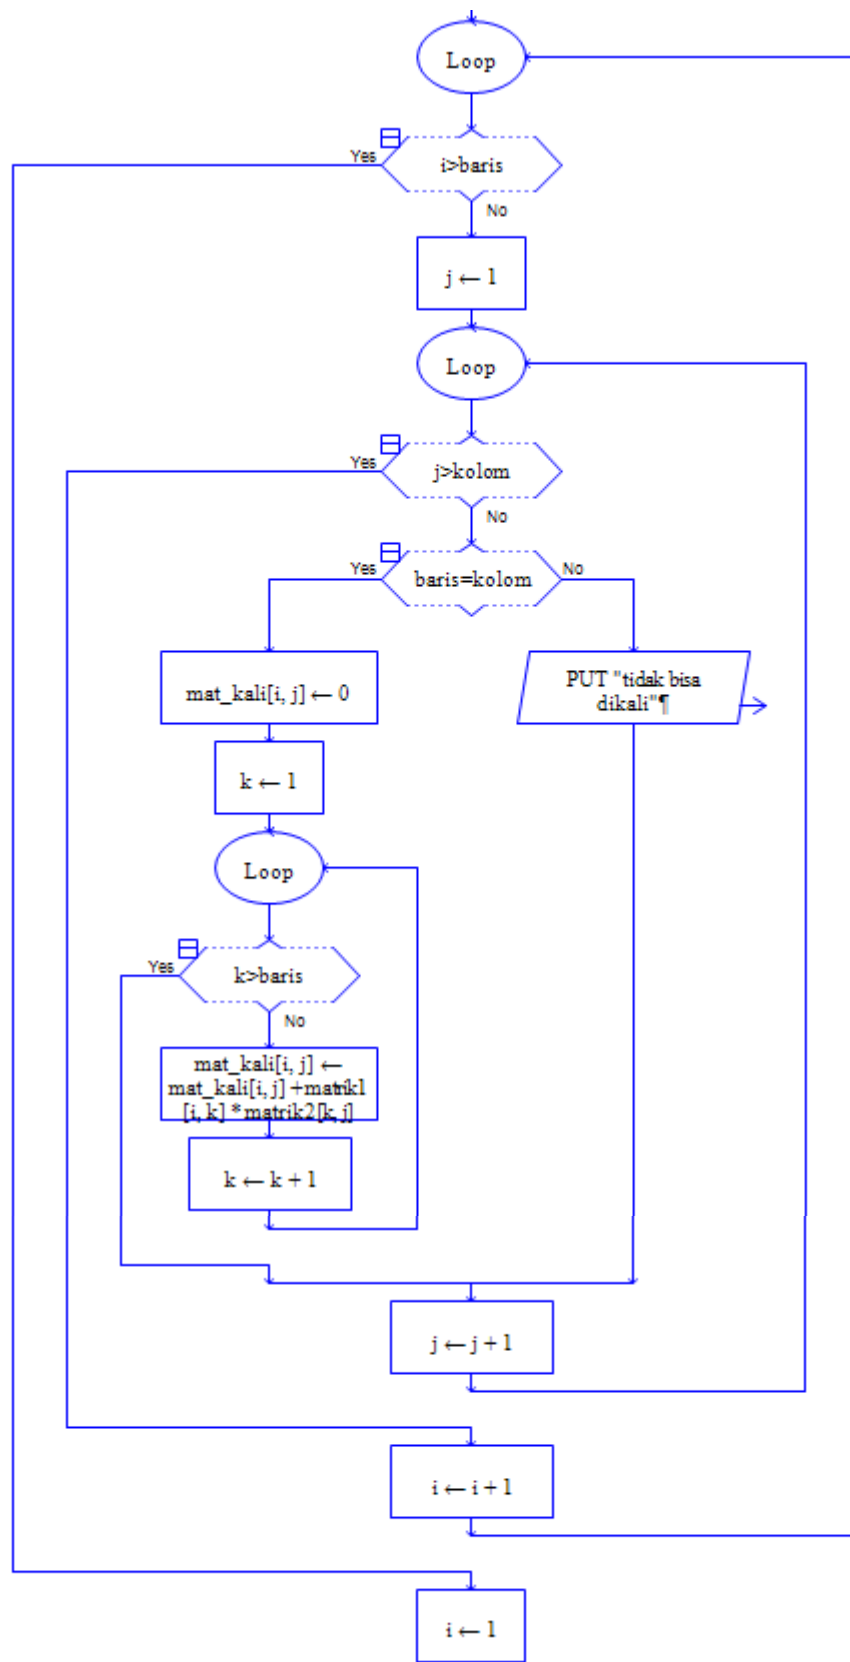 Loop
Yes
i>baris
No
j ← 1
Loop
Yes
j>kolom
No
Yes
baris=kolom
No
mat_kali[i, j] ← 0
PUT "tidak bisa
dikali"¶
k ← 1
Loop
Yes
k>baris
No
mat_kali[i, j] ←
mat_kali[i, j] +matrik1
[i, k] *matrik2[k, j]
k ← k + 1
j ← j + 1
i ← i + 1
i ← 1